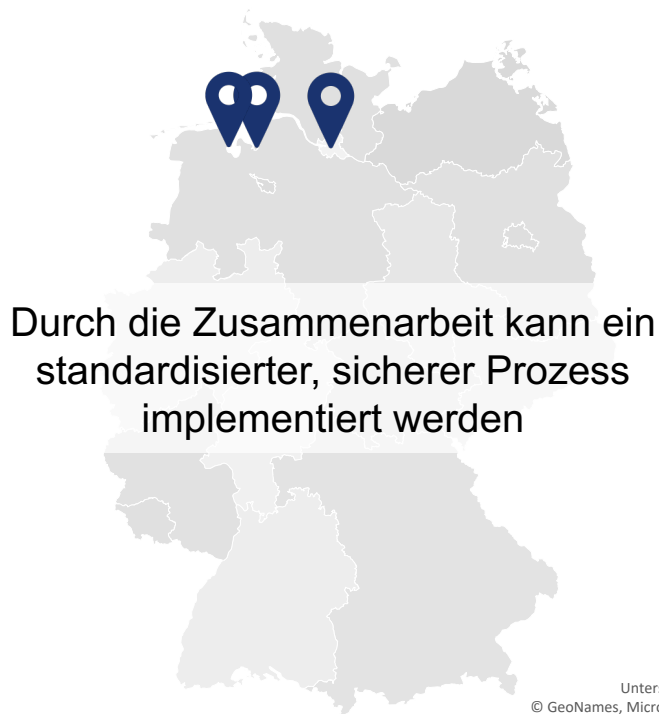 Durch die Zusammenarbeit kann ein
standardisierter, sicherer Prozess
implementiert werden
© GeoNames,